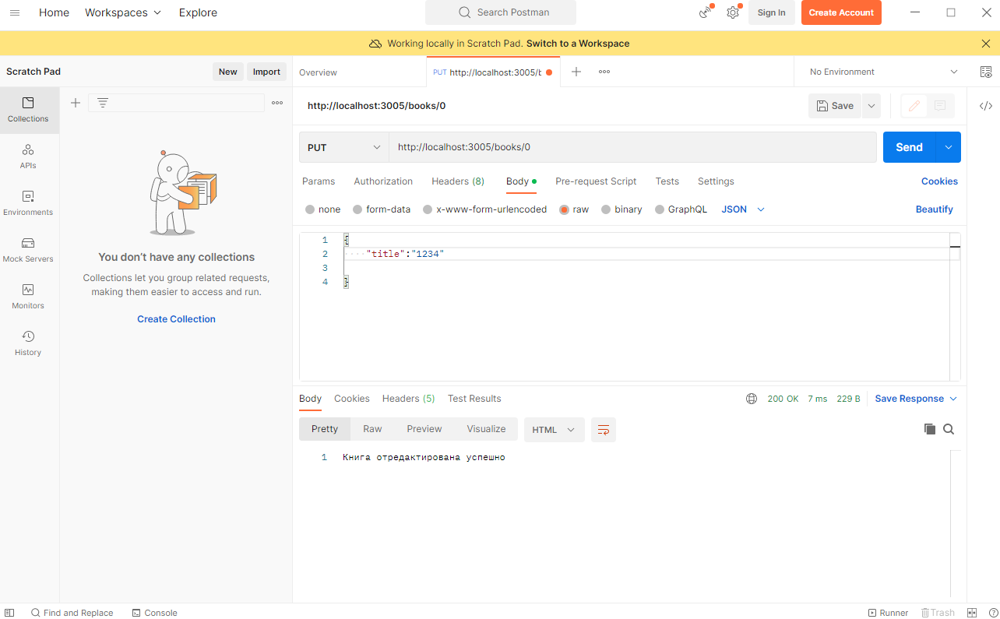 Home Workspaces Explore Search Postman Sign In Create Account
Working locally in Scratch Pad. Switch to a Workspace
Scratch Pad New Import Overview PUT http://localhost:3005/b No Environment
Collections
APIs
Environments
Mock Servers
Monitors
History
You don't have any collections
Collections let you group related requests,
making them easier to access and run.
Create Collection
http://localhost:3005/books/0 Save
PUT http://localhost:3005/books/0 Send
Params Authorization Headers (8) Body Pre-request Script Tests Settings Cookies
none form-data x-www-form-urlencoded raw binary GraphQL JSON Beautify
1 {
2 "title":"1234"
3
4 }
Body Cookies Headers (5) Test Results 200 OK 7 ms 229 B Save Response
Pretty Raw Preview Visualize HTML
1 Книга отредактирована успешно
Find and Replace Console Runner Trash